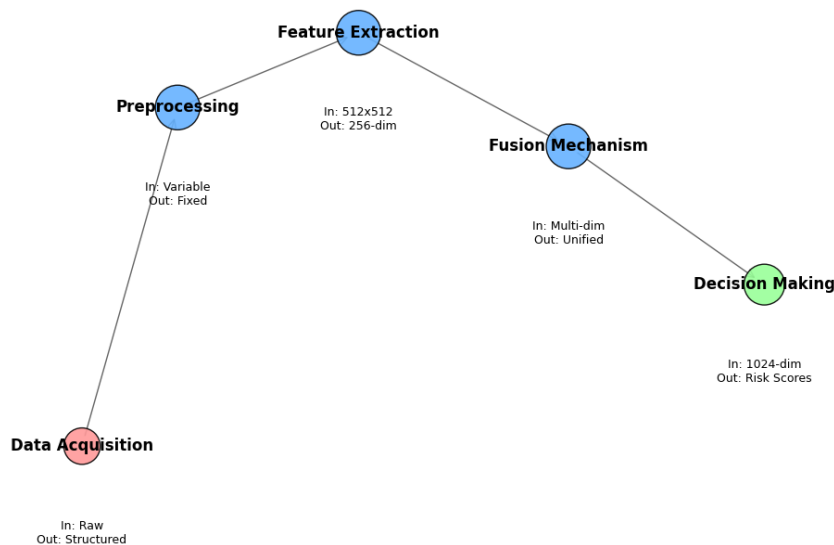 Feature Extraction
In: 512x512
Out: 256-dim
Preprocessing
In: Variable
Out: Fixed
Fusion Mechanism
In: Multi-dim
Out: Unified
Decision Making
In: 1024-dim
Out: Risk Scores
Data Acquisition
In: Raw
Out: Structured